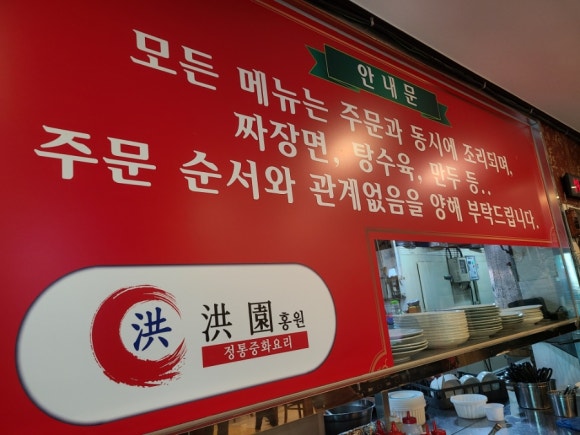 안내문
모든 메뉴는 주문과 동시에 조리되며,
짜장면, 탕수육, 만두 등..
주문 순서와 관계없음을 양해 부탁드립니다.
洪 洪園 홍원
정통중화요리